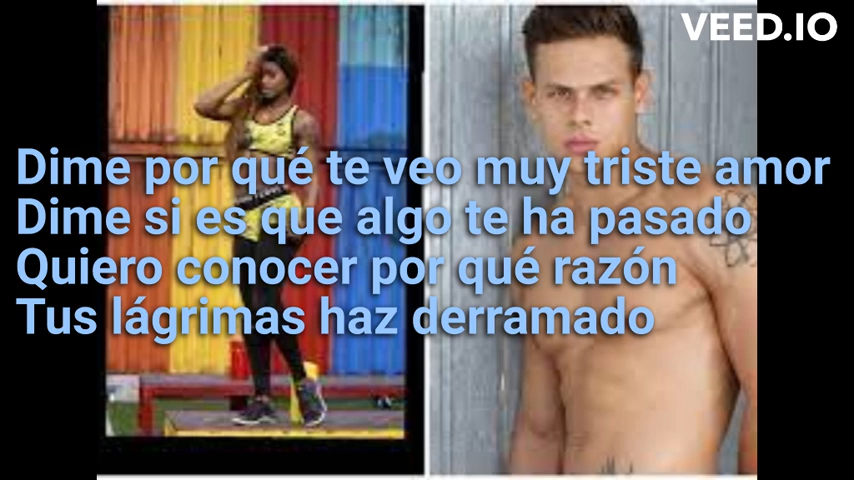 VEED.IO
Dime por qué te veo muy triste amor
Dime si es que algo te ha pasado
Quiero conocer por qué razón
Tus lágrimas haz derramado